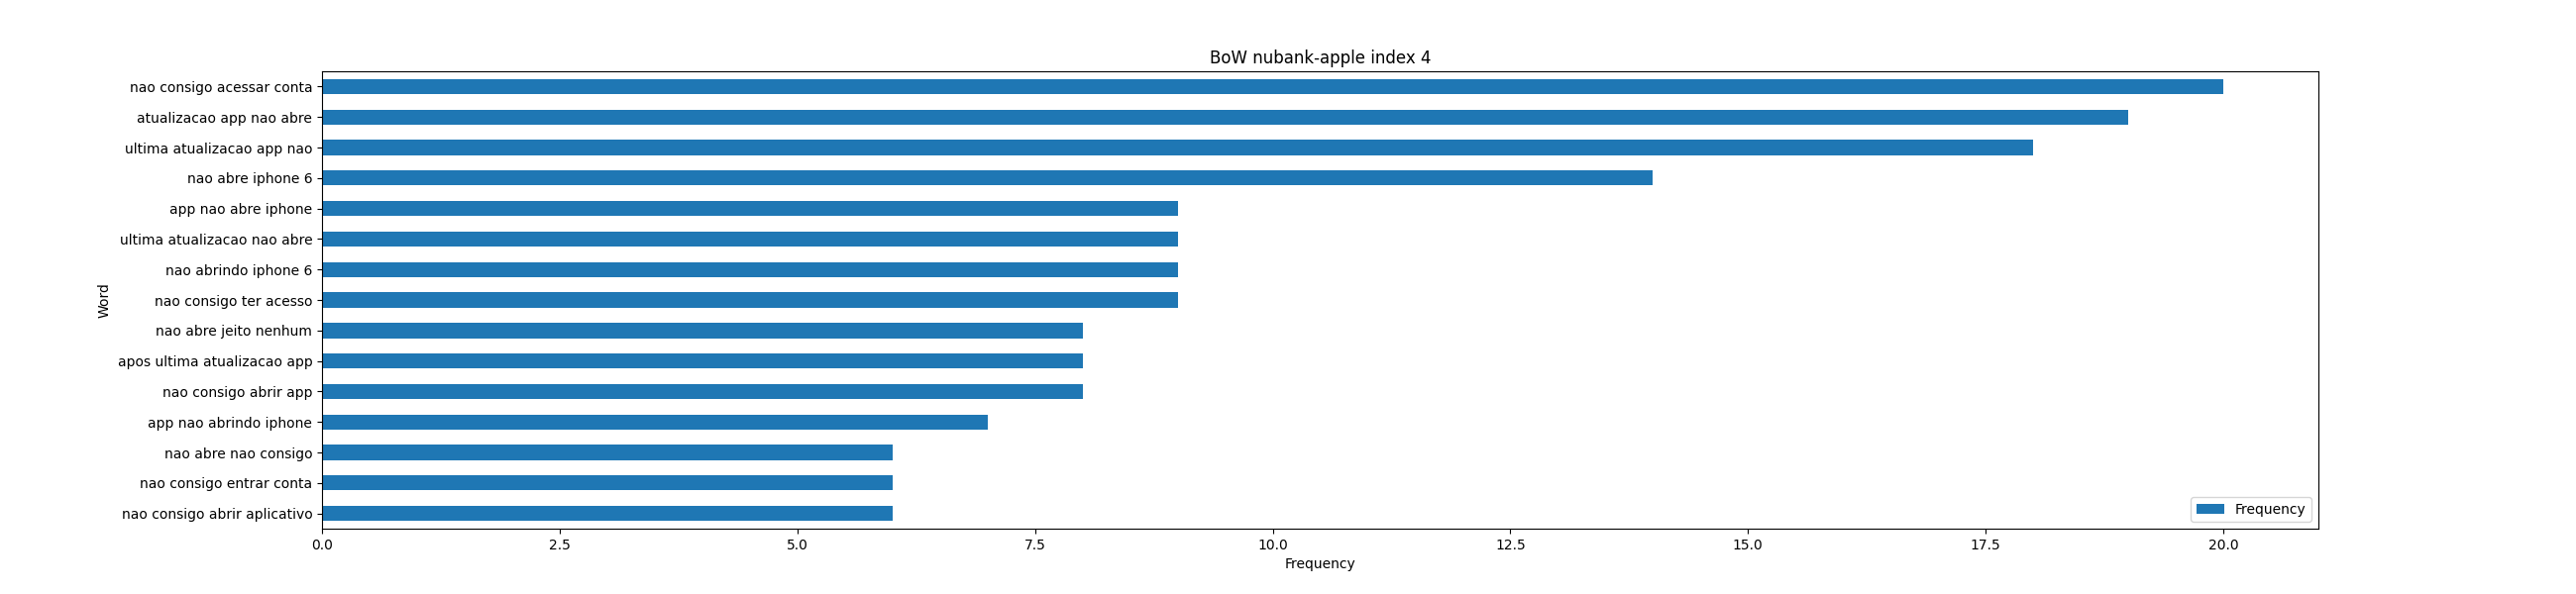 BoW nubank-apple index 4
nao consigo acessar conta
atualizacao app nao abre
ultima atualizacao app nao
nao abre iphone 6
app nao abre iphone
ultima atualizacao nao abre
nao abrindo iphone 6
nao consigo ter acesso
nao abre jeito nenhum
apos ultima atualizacao app
nao consigo abrir app
app nao abrindo iphone
nao abre nao consigo
nao consigo entrar conta
nao consigo abrir aplicativo
Word
Frequency
0.0 2.5 5.0 7.5 10.0 12.5 15.0 17.5 20.0
Frequency